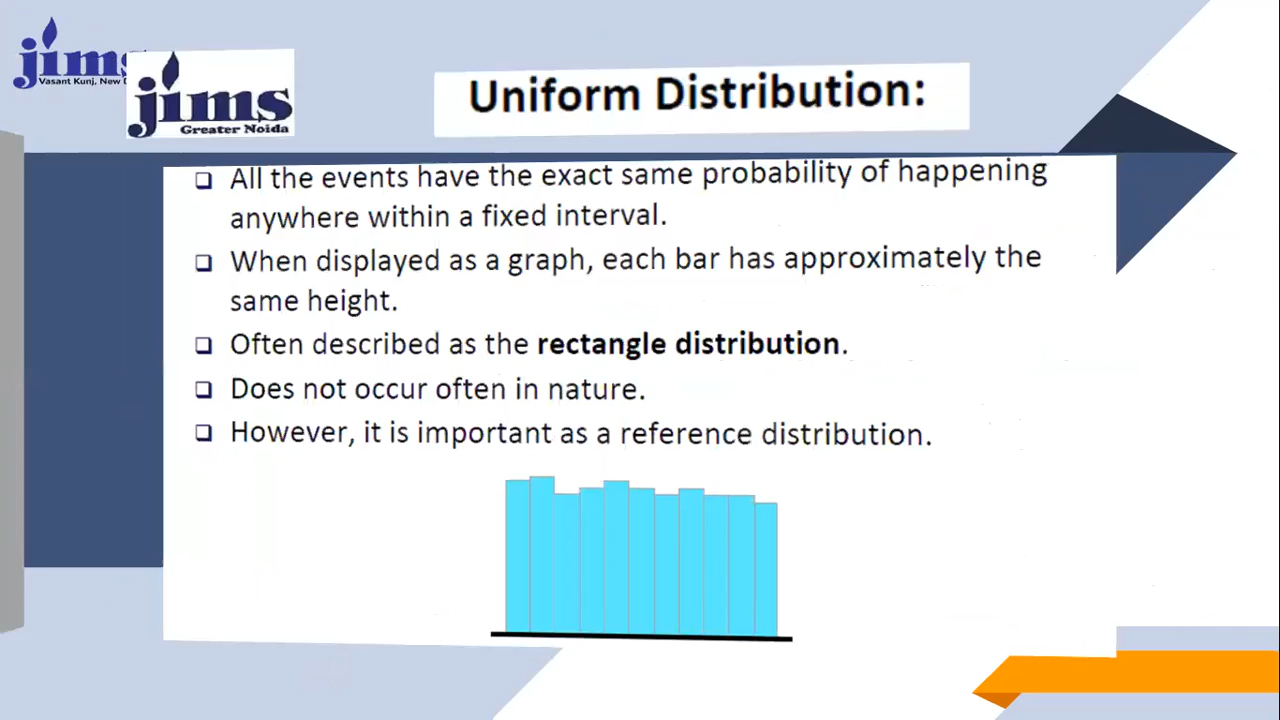 jims
Vasant Kunj, New
jims
Greater Noida
Uniform Distribution:
❑ All the events have the exact same probability of happening
anywhere within a fixed interval.
❑ When displayed as a graph, each bar has approximately the
same height.
❑ Often described as the rectangle distribution.
❑ Does not occur often in nature.
❑ However, it is important as a reference distribution.